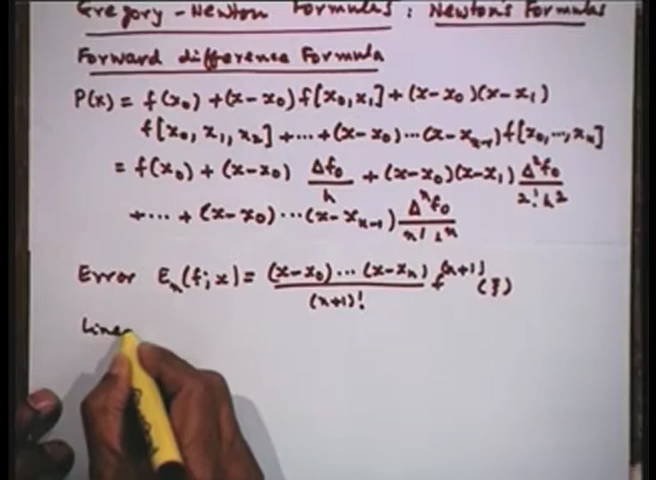 Gregory-Newton Formulas : Newtons Formulas
Forward difference Formula
P(x) = f(x₀) + (x-x₀) f[x₀,x₁] + (x-x₀)(x-x₁)
f[x₀, x₁, x₂] + ··· + (x-x₀) ··· (x-xₙ₋₁) f[x₀, ··, xₙ]
= f(x₀) + (x-x₀) Δf₀/h + (x-x₀)(x-x₁) Δ²f₀/2! h²
+ ··· + (x-x₀) ··· (x-xₙ₋₁) Δⁿf₀/n! hⁿ
Error Eₙ(f; x) = (x-x₀) ··· (x-xₙ)/(n+1)! f⁽ⁿ⁺¹⁾(ξ)